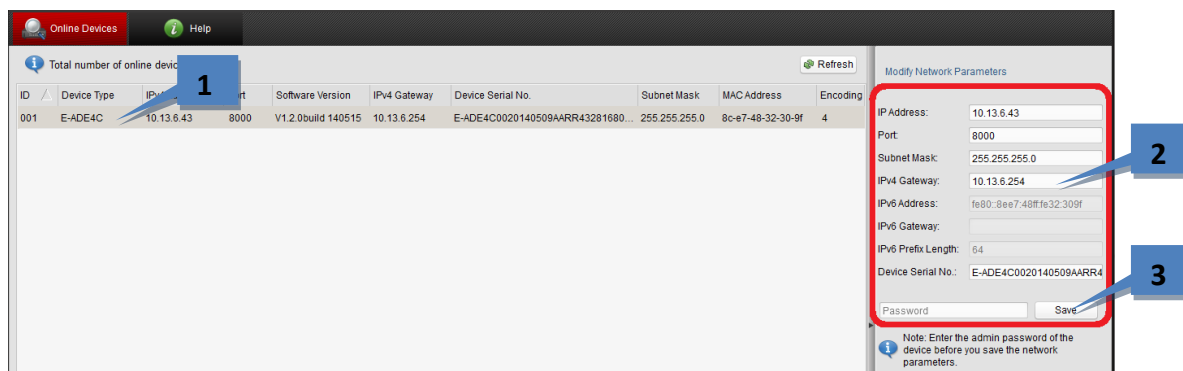 Online Devices
Help
Total number of online devic
Refresh
ID Device Type IPv 1 rt Software Version IPv4 Gateway Device Serial No. Subnet Mask MAC Address Encoding
001 E-ADE4C 10.13.6.43 8000 V1.2.0build 140515 10.13.6.254 E-ADE4C0020140509AARR43281680... 255.255.255.0 8c-e7-48-32-30-9f 4
Modify Network Parameters
IP Address: 10.13.6.43
Port: 8000
Subnet Mask: 255.255.255.0
2
IPv4 Gateway: 10.13.6.254
IPv6 Address: fe80::8ee7:48ff:fe32:309f
IPv6 Gateway:
IPv6 Prefix Length: 64
Device Serial No.: E-ADE4C0020140509AARR4
3
Password Save
Note: Enter the admin password of the
device before you save the network
parameters.